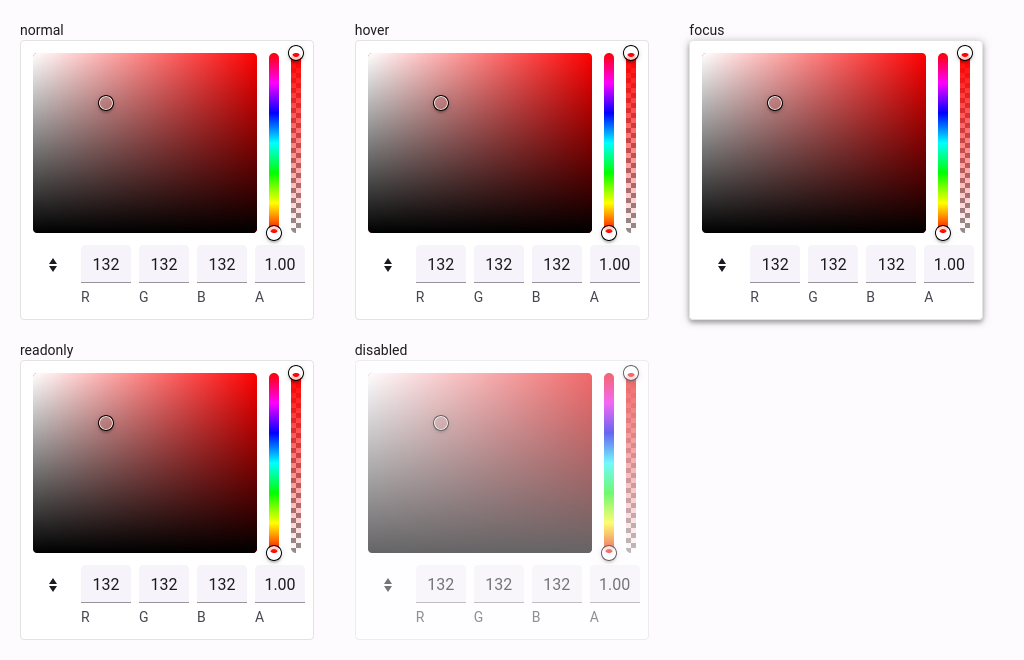 normal hover focus
132 132 132 1.00 132 132 132 1.00 132 132 132 1.00
R G B A R G B A R G B A
readonly disabled
132 132 132 1.00 132 132 132 1.00
R G B A R G B A